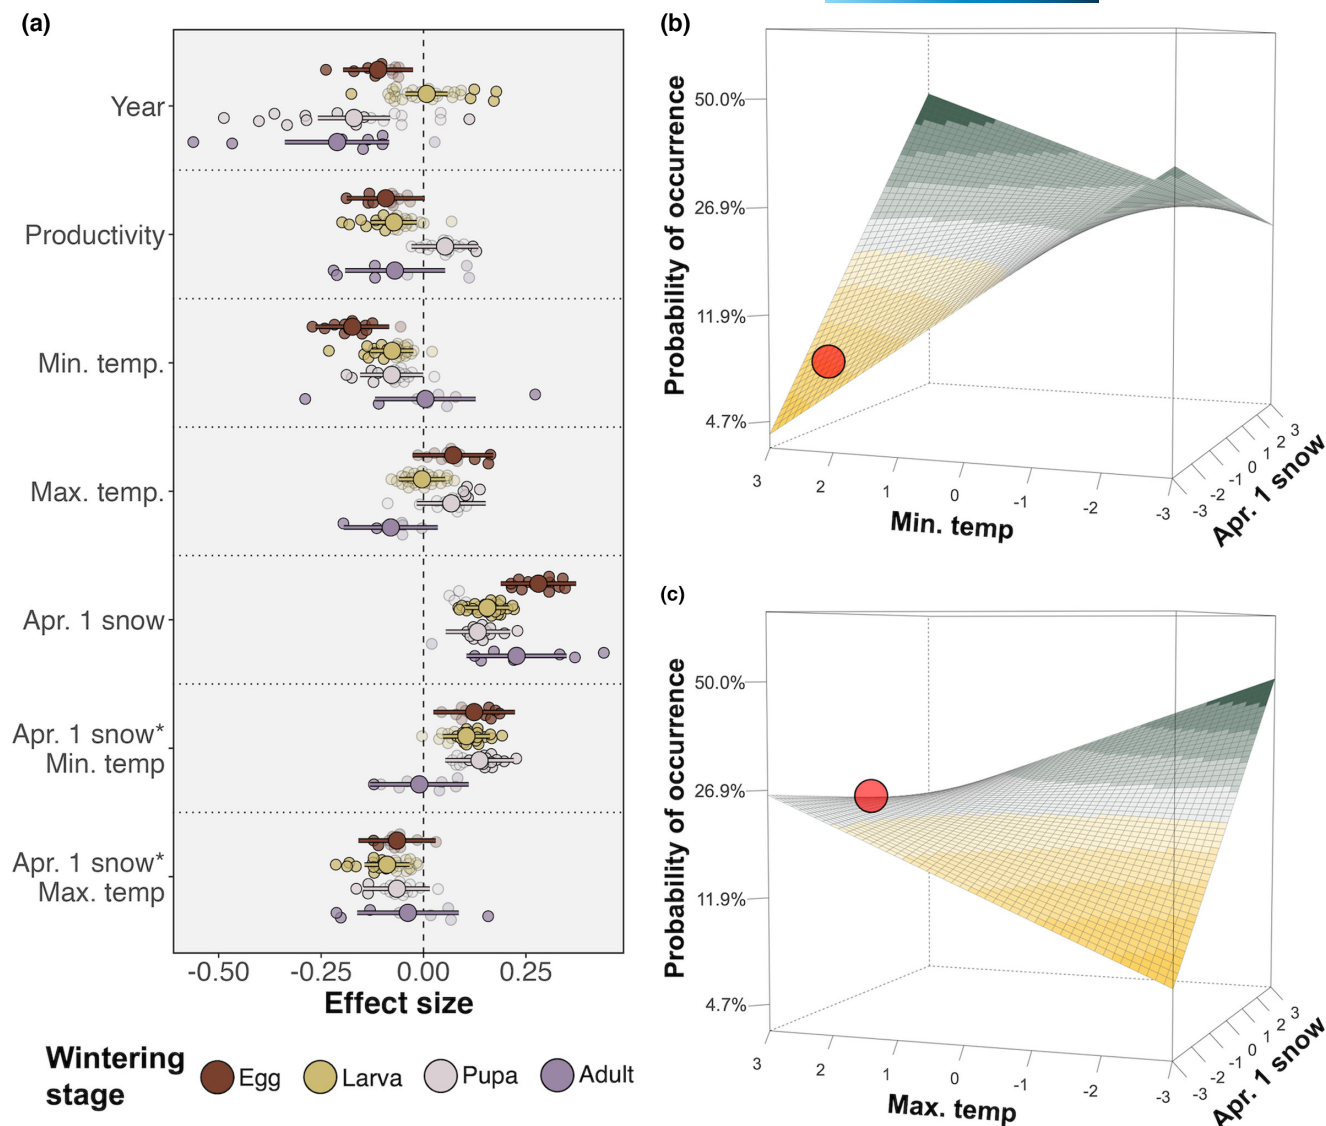 (a)
Year
Productivity
Min. temp.
Max. temp.
Apr. 1 snow
Apr. 1 snow*
Min. temp
Apr. 1 snow*
Max. temp
-0.50 -0.25 0.00 0.25
Effect size
Wintering
stage
Egg Larva Pupa Adult
(b)
Probability of occurrence
50.0%
26.9%
11.9%
4.7%
3 2 1 0 -1 -2 -3
Min. temp
-3 -2 -1 0 1 2 3
Apr. 1 snow
(c)
Probability of occurrence
50.0%
26.9%
11.9%
4.7%
3 2 1 0 -1 -2 -3
Max. temp
-3 -2 -1 0 1 2 3
Apr. 1 snow